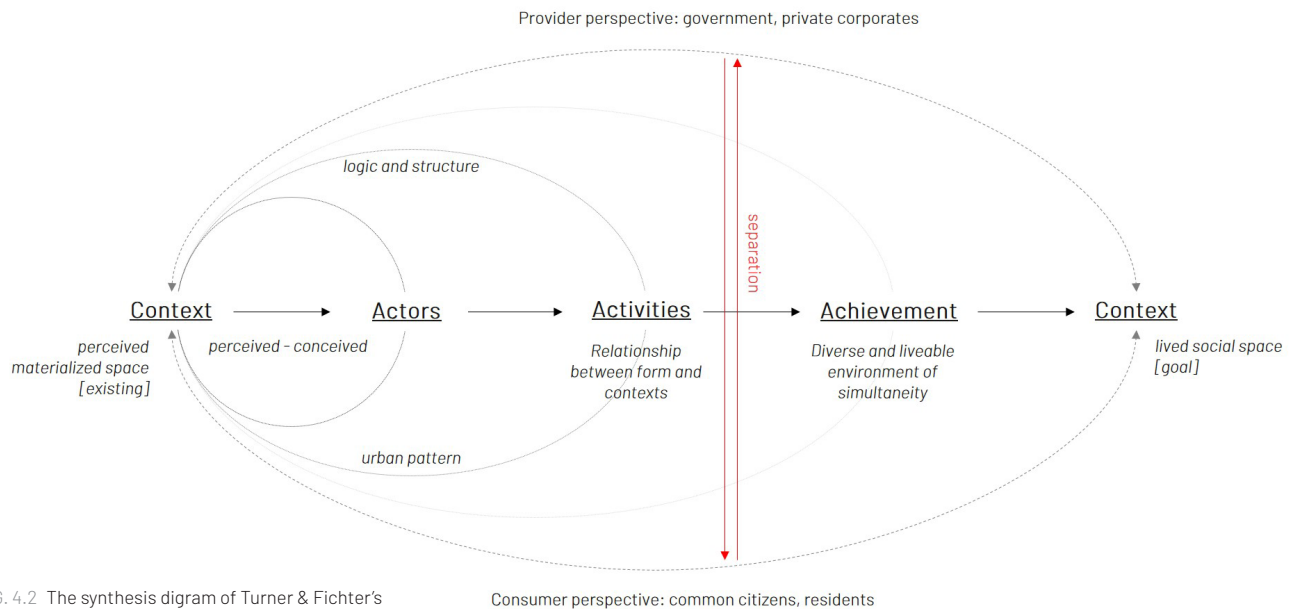 Provider perspective: government, private corporates
logic and structure
separation
Context
Actors
Activities
Achievement
Context
perceived
materialized space
[existing]
perceived - conceived
Relationship
between form and
contexts
Diverse and liveable
environment of
simultaneity
lived social space
[goal]
urban pattern
G. 4.2 The synthesis digram of Turner & Fichter's
Consumer perspective: common citizens, residents